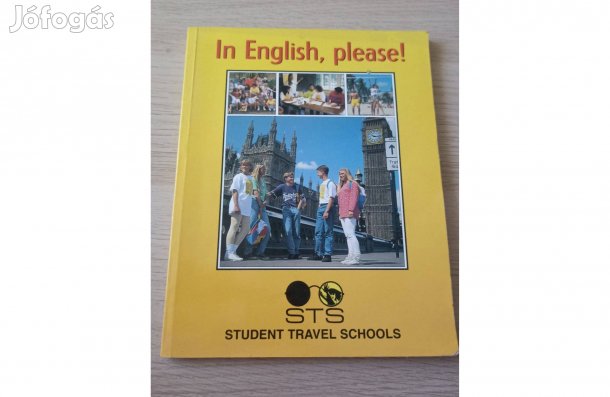 Jófogás
In English, please!
STS
STUDENT TRAVEL SCHOOLS